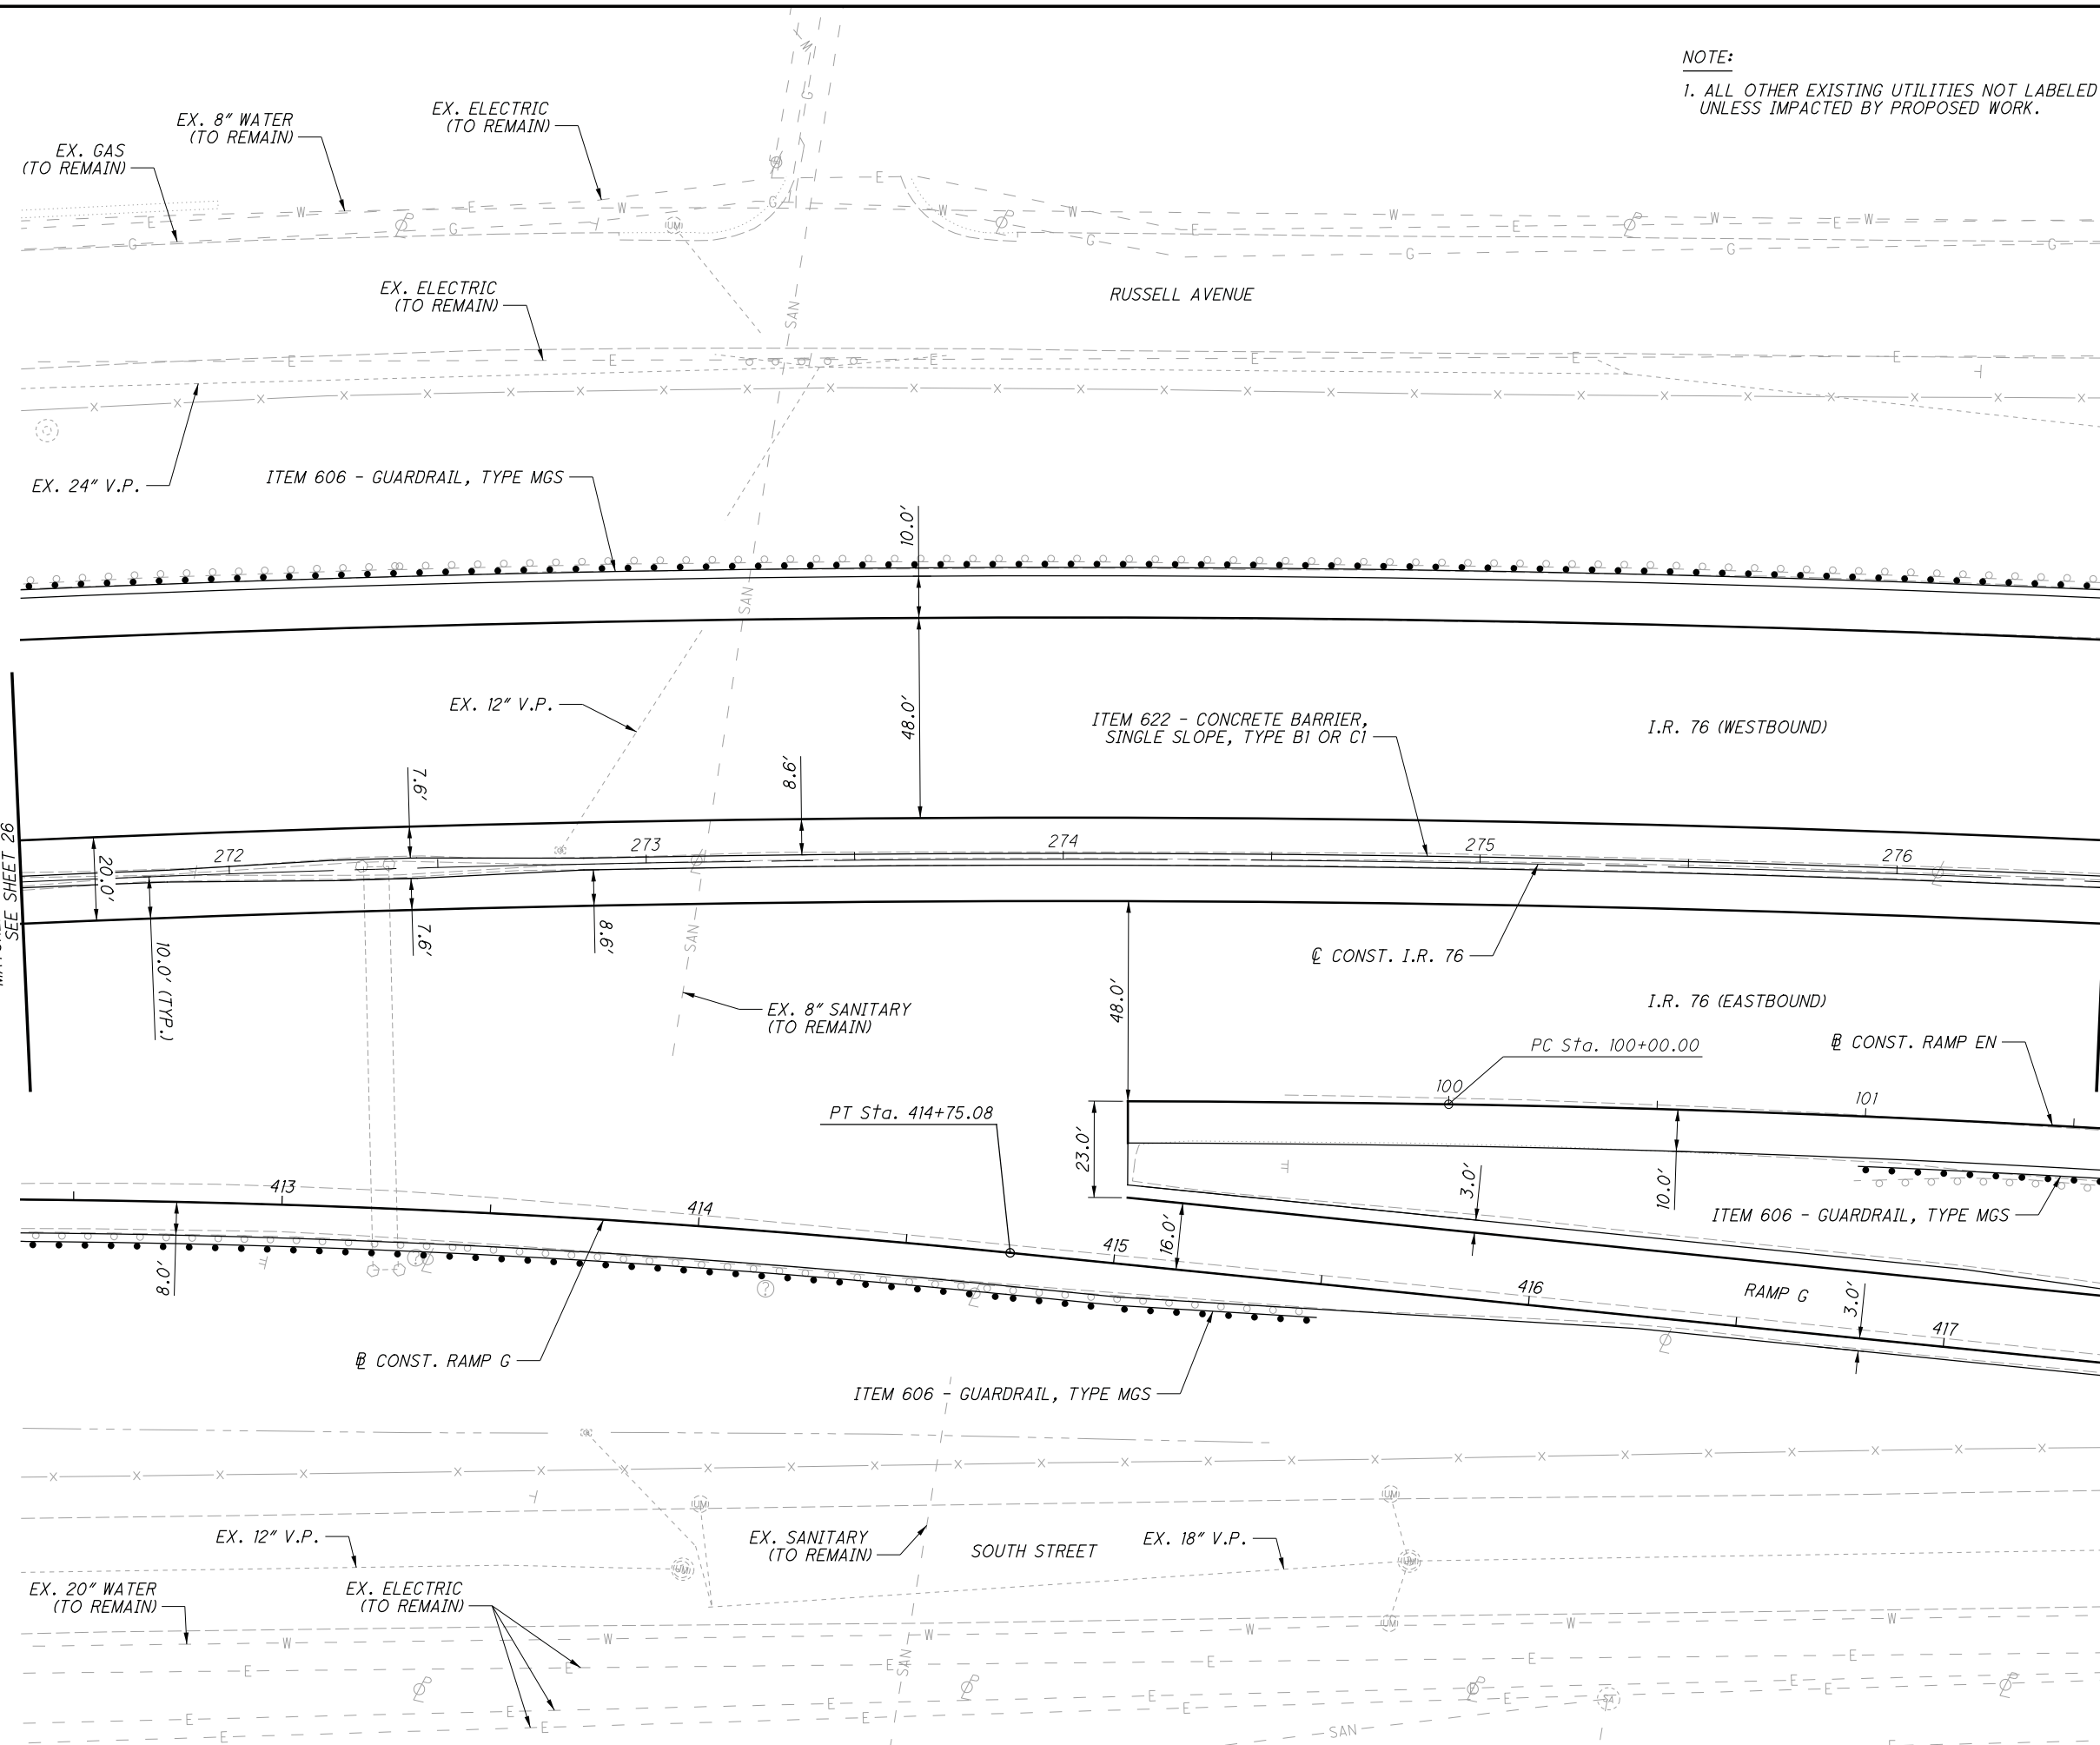 NOTE:
1. ALL OTHER EXISTING UTILITIES NOT LABELED
UNLESS IMPACTED BY PROPOSED WORK.
EX. ELECTRIC
(TO REMAIN)
EX. 8" WATER
(TO REMAIN)
EX. GAS
(TO REMAIN)
EX. ELECTRIC
(TO REMAIN)
RUSSELL AVENUE
EX. 24" V.P.
ITEM 606 - GUARDRAIL, TYPE MGS
10.0'
48.0'
EX. 12" V.P.
ITEM 622 - CONCRETE BARRIER,
SINGLE SLOPE, TYPE B1 OR C1
I.R. 76 (WESTBOUND)
7.6'
8.6'
SEE SHEET 26
20.0'
272
273
274
275
276
10.0' (TYP.)
7.6'
8.6'
℄ CONST. I.R. 76
48.0'
EX. 8" SANITARY
(TO REMAIN)
I.R. 76 (EASTBOUND)
PC Sta. 100+00.00
CONST. RAMP EN
100
101
PT Sta. 414+75.08
23.0'
3.0'
10.0'
ITEM 606 - GUARDRAIL, TYPE MGS
413
414
415
416
417
8.0'
16.0'
RAMP G
3.0'
CONST. RAMP G
ITEM 606 - GUARDRAIL, TYPE MGS
EX. 12" V.P.
EX. SANITARY
(TO REMAIN)
SOUTH STREET
EX. 18" V.P.
EX. 20" WATER
(TO REMAIN)
EX. ELECTRIC
(TO REMAIN)
SAN
SAN
SAN
SAN
SAN